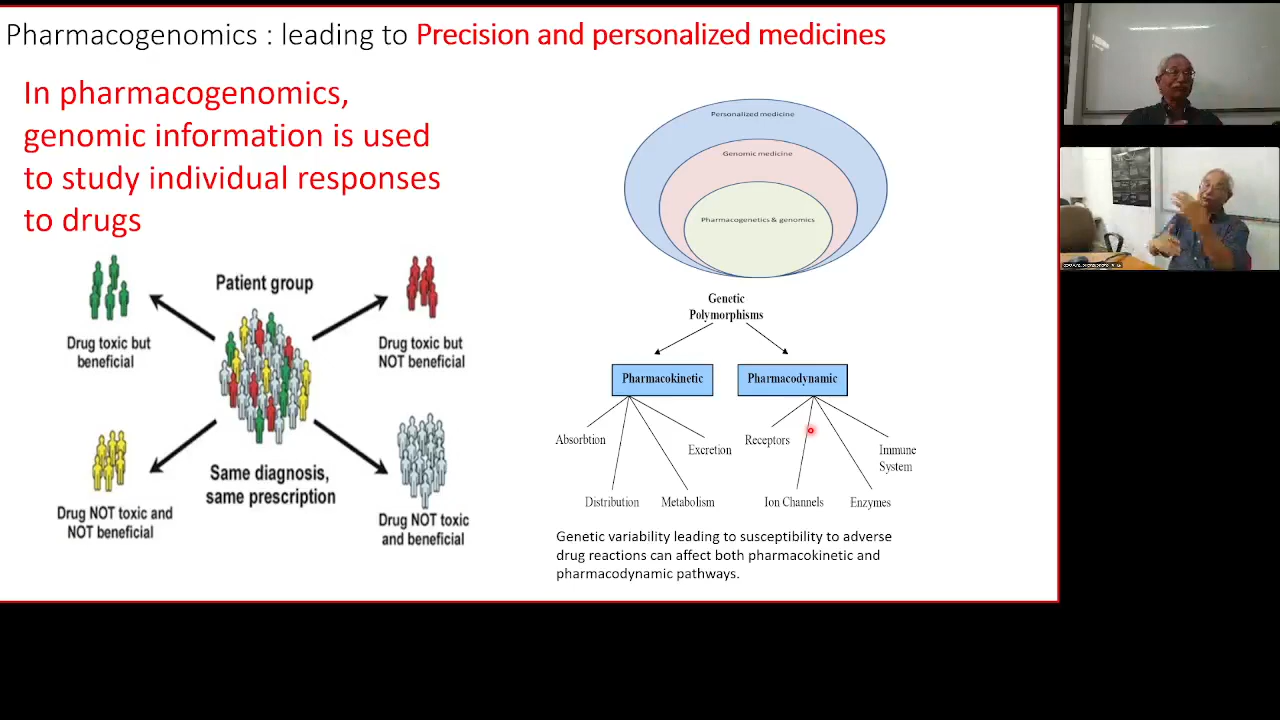 Pharmacogenomics : leading to Precision and personalized medicines
In pharmacogenomics,
genomic information is used
to study individual responses
to drugs
Patient group
Drug toxic but
beneficial
Drug toxic but
NOT beneficial
Same diagnosis,
same prescription
Drug NOT toxic and
NOT beneficial
Drug NOT toxic
and beneficial
Personalized medicine
Genomic medicine
Pharmacogenetics & genomics
Genetic
Polymorphisms
Pharmacokinetic
Pharmacodynamic
Absorbtion
Distribution
Metabolism
Excretion
Receptors
Ion Channels
Enzymes
Immune
System
Genetic variability leading to susceptibility to adverse
drug reactions can affect both pharmacokinetic and
pharmacodynamic pathways.